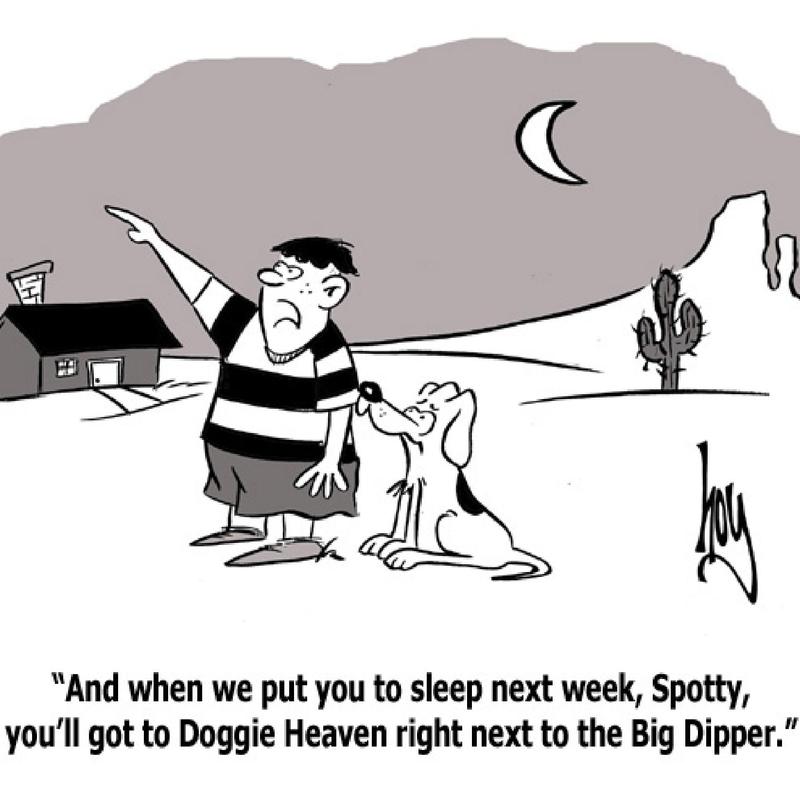 hoy
“And when we put you to sleep next week, Spotty,
you’ll got to Doggie Heaven right next to the Big Dipper.”